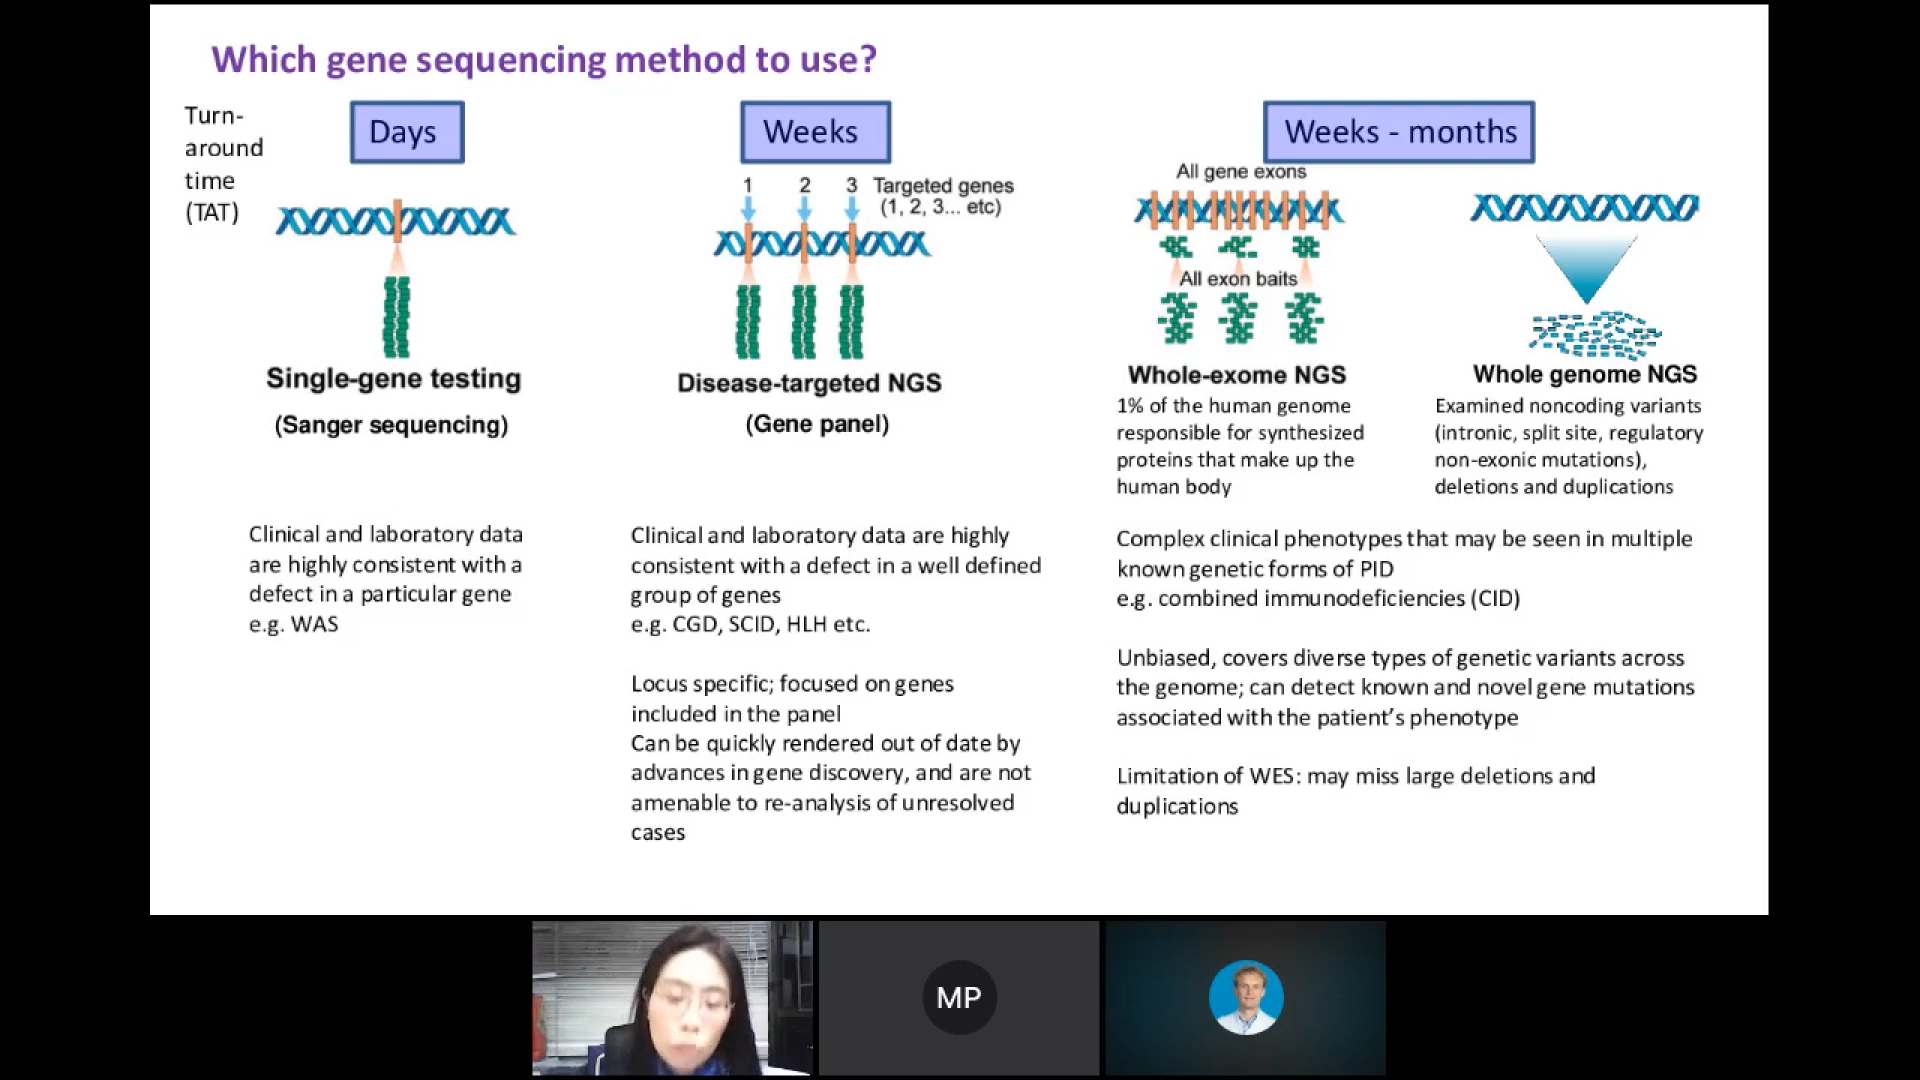 Which gene sequencing method to use?
Turn-
around
time
(TAT)
Days
Single-gene testing
(Sanger sequencing)
Clinical and laboratory data
are highly consistent with a
defect in a particular gene
e.g. WAS
Weeks
1 2 3 Targeted genes
(1, 2, 3... etc)
Disease-targeted NGS
(Gene panel)
Clinical and laboratory data are highly
consistent with a defect in a well defined
group of genes
e.g. CGD, SCID, HLH etc.
Locus specific; focused on genes
included in the panel
Can be quickly rendered out of date by
advances in gene discovery, and are not
amenable to re-analysis of unresolved
cases
Weeks - months
All gene exons
All exon baits
Whole-exome NGS
1% of the human genome
responsible for synthesized
proteins that make up the
human body
Whole genome NGS
Examined noncoding variants
(intronic, split site, regulatory
non-exonic mutations),
deletions and duplications
Complex clinical phenotypes that may be seen in multiple
known genetic forms of PID
e.g. combined immunodeficiencies (CID)
Unbiased, covers diverse types of genetic variants across
the genome; can detect known and novel gene mutations
associated with the patient's phenotype
Limitation of WES: may miss large deletions and
duplications
MP